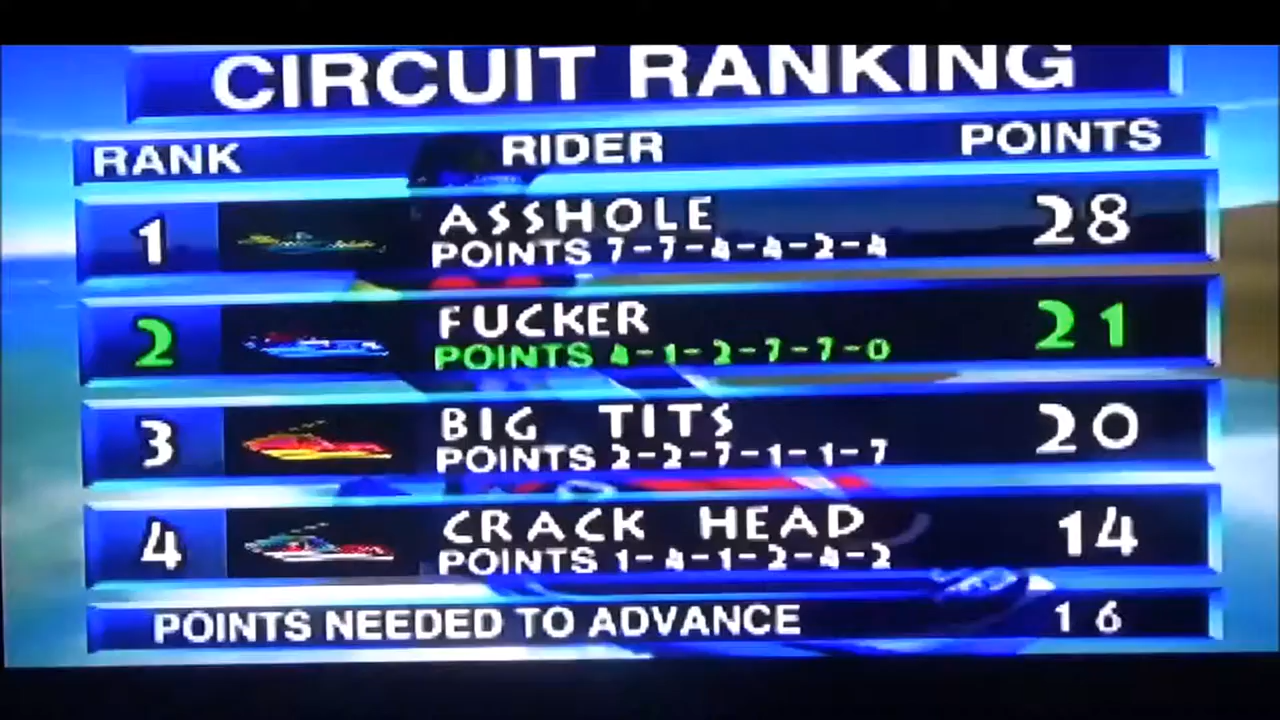 CIRCUIT RANKING
RANK RIDER POINTS
1 ASSHOLE 28
POINTS 7-7-4-4-2-4
2 FUCKER 21
POINTS 4-1-2-7-7-0
3 BIG TITS 20
POINTS 2-2-7-1-1-7
4 CRACK HEAD 14
POINTS 1-4-1-2-4-2
POINTS NEEDED TO ADVANCE 16